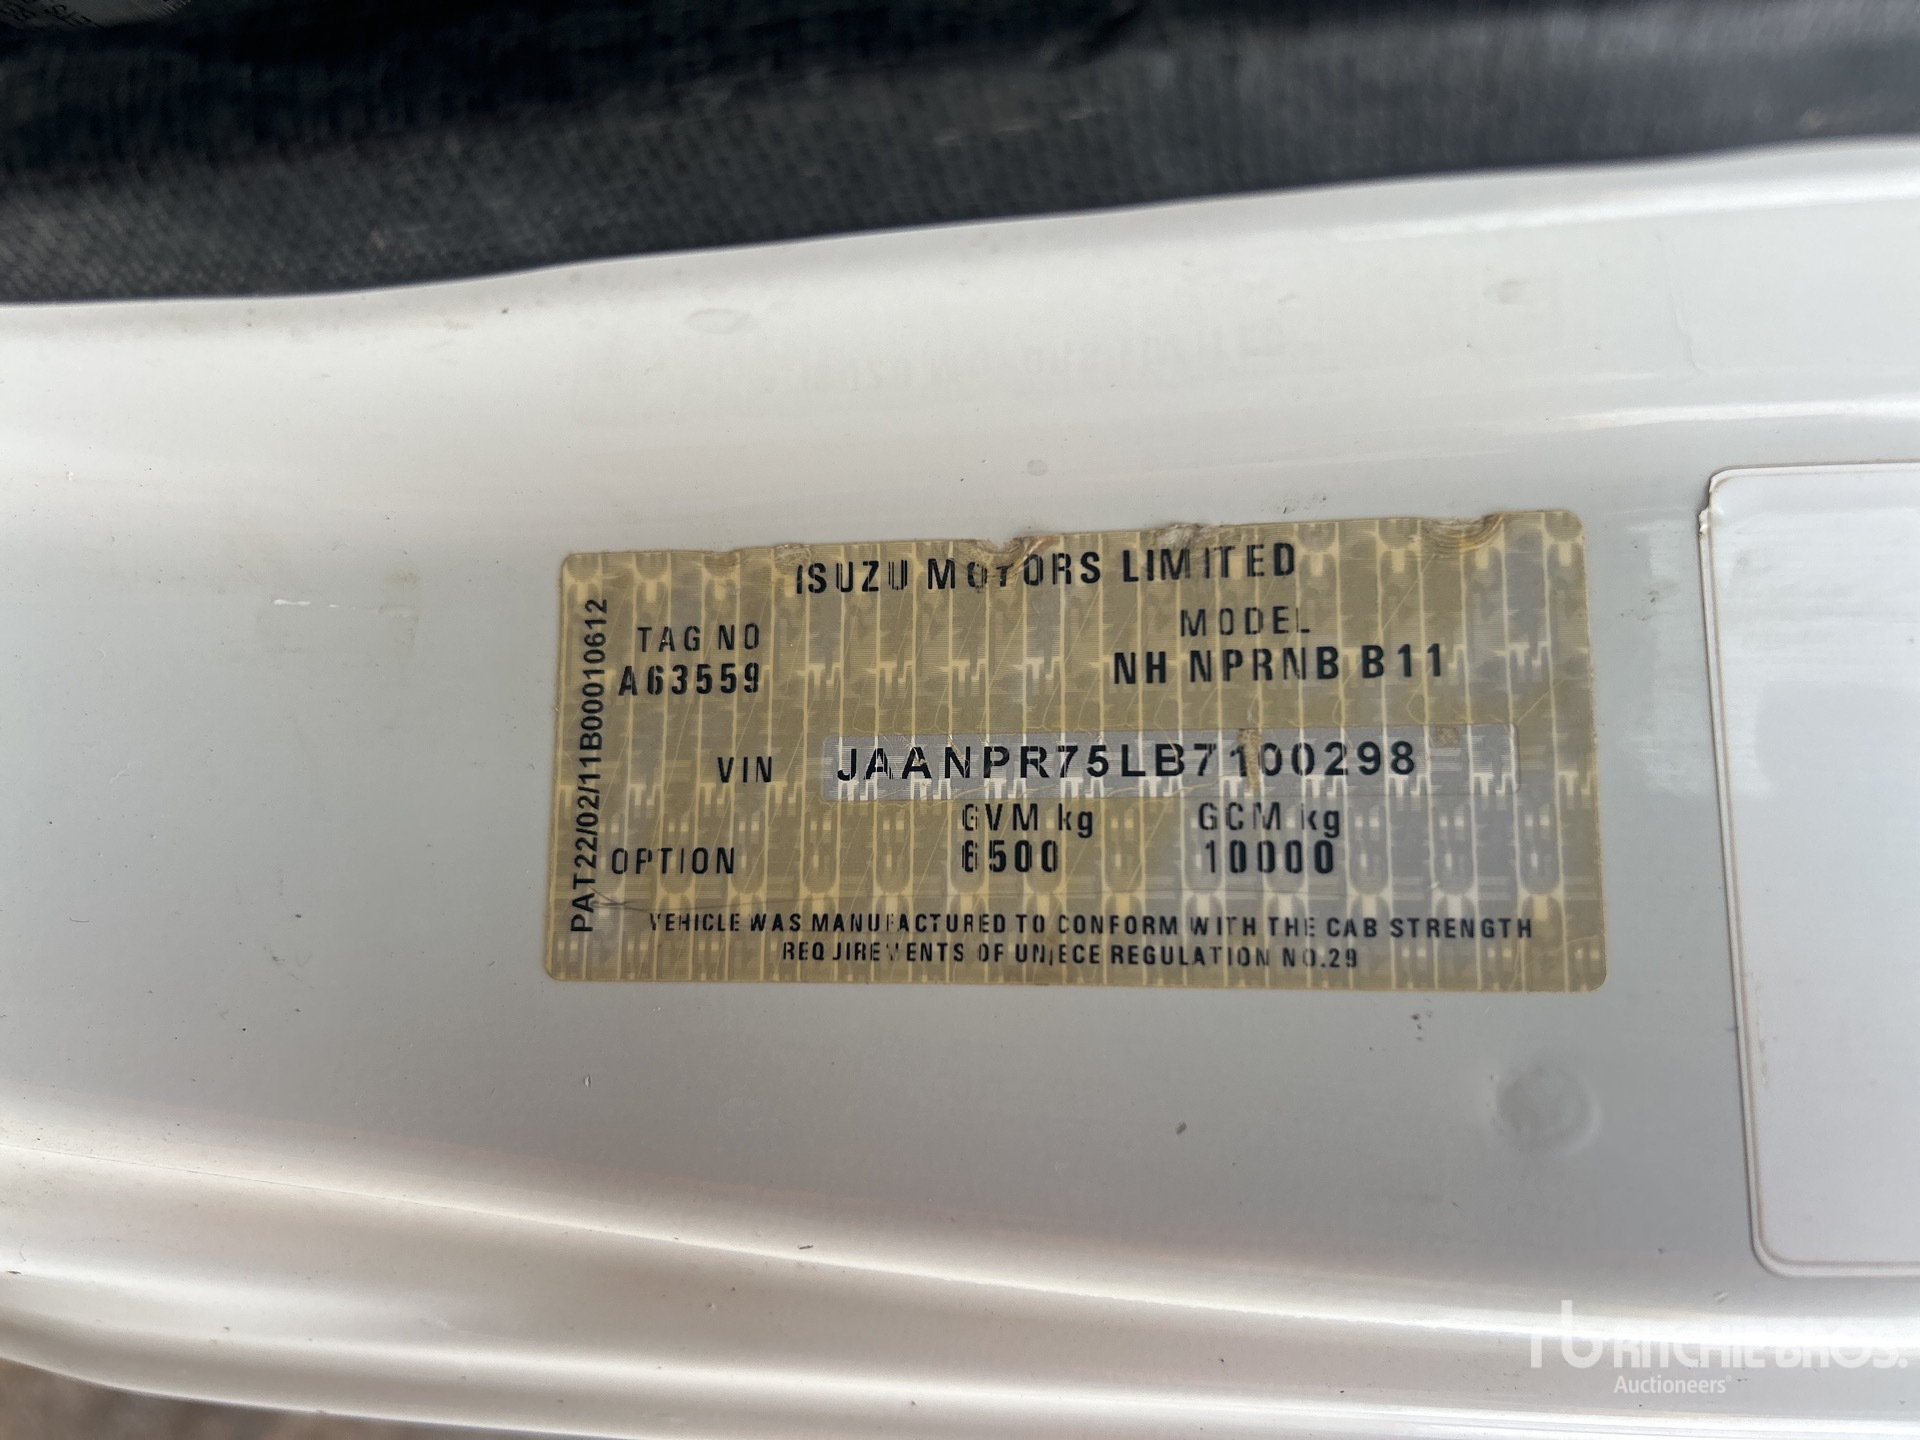 ISUZU MOTORS LIMITED
TAG NO
MODEL
A63559
NH NPRNB B11
VIN JAANPR75LB7100298
GVM kg
GCM kg
OPTION
6500
10000
VEHICLE WAS MANUFACTURED TO CONFORM WITH THE CAB STRENGTH
REQUIREMENTS OF UN/ECE REGULATION NO.29
PAT22/02/11B00010612
RITCHIE BROS.
Auctioneers